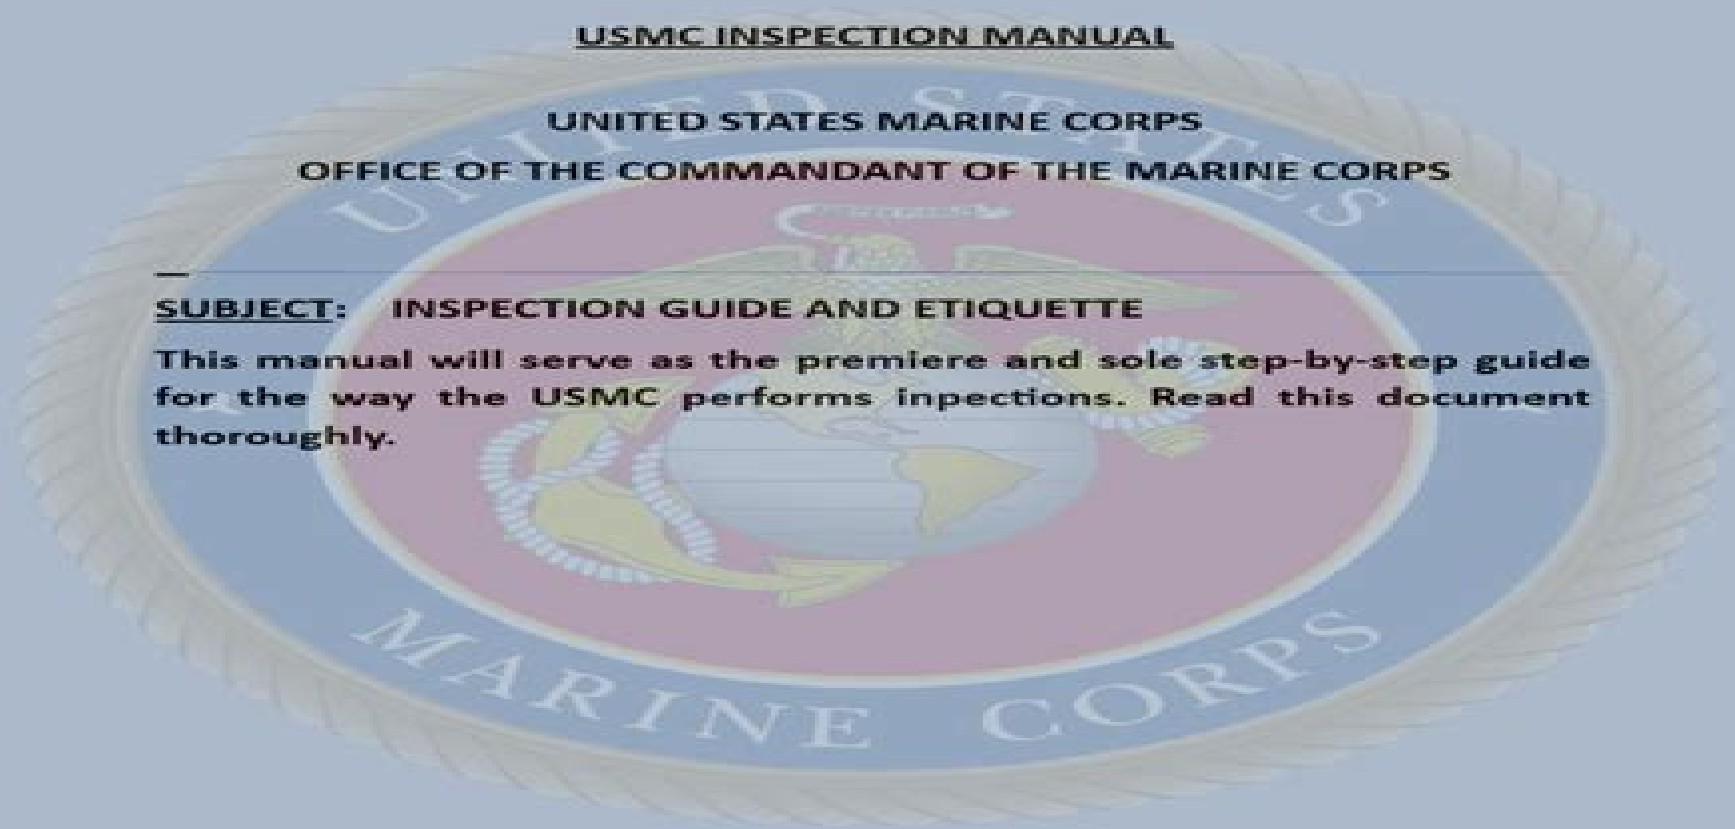 USMC INSPECTION MANUAL
UNITED STATES MARINE CORPS
OFFICE OF THE COMMANDANT OF THE MARINE CORPS
SUBJECT: INSPECTION GUIDE AND ETIQUETTE
This manual will serve as the premiere and sole step-by-step guide
for the way the USMC performs inpections. Read this document
thoroughly.
UNITED STATES
MARINE CORPS